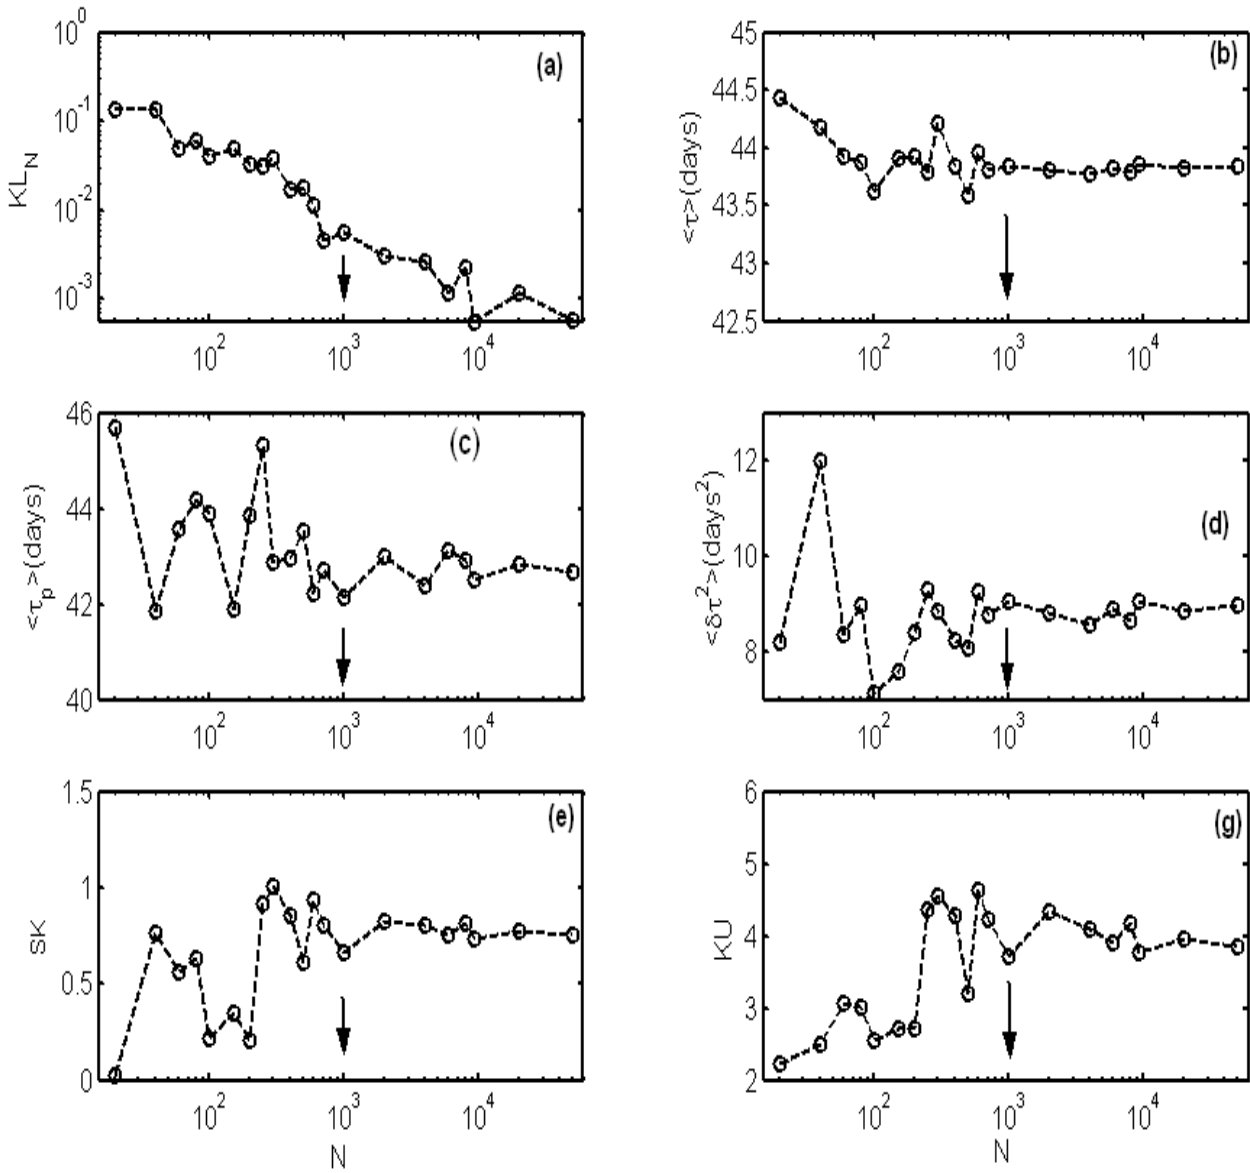 (a)
KL_N
10^0
10^-1
10^-2
10^-3
10^2 10^3 10^4
(b)
<τ>(days)
45
44.5
44
43.5
43
42.5
10^2 10^3 10^4
(c)
<τ_p>(days)
46
44
42
40
10^2 10^3 10^4
(d)
<δτ^2>(days^2)
12
10
8
10^2 10^3 10^4
(e)
SK
1.5
1
0.5
0
10^2 10^3 10^4
N
(g)
KU
6
5
4
3
2
10^2 10^3 10^4
N